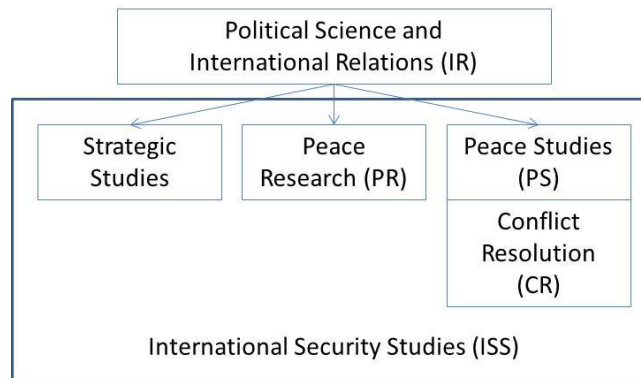 Political Science and
International Relations (IR)
Strategic
Studies
Peace
Research (PR)
Peace Studies
(PS)
Conflict
Resolution
(CR)
International Security Studies (ISS)